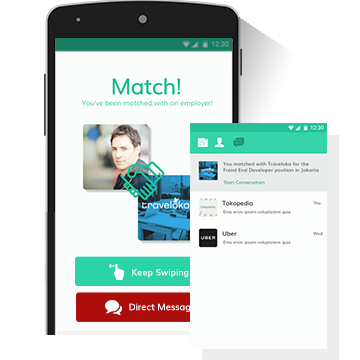 12:30
Match!
You've been matched with an employer!
traveloka
Keep Swiping
Direct Messag
12:30
You matched with Traveloka for the
Frond End Developer position in Jakarta
Start Conversation
Tokopedia
Thu
Eme enim ipsam voluptatem quia
UBER
Uber
Wed
Eme enim ipsam voluptatem quia